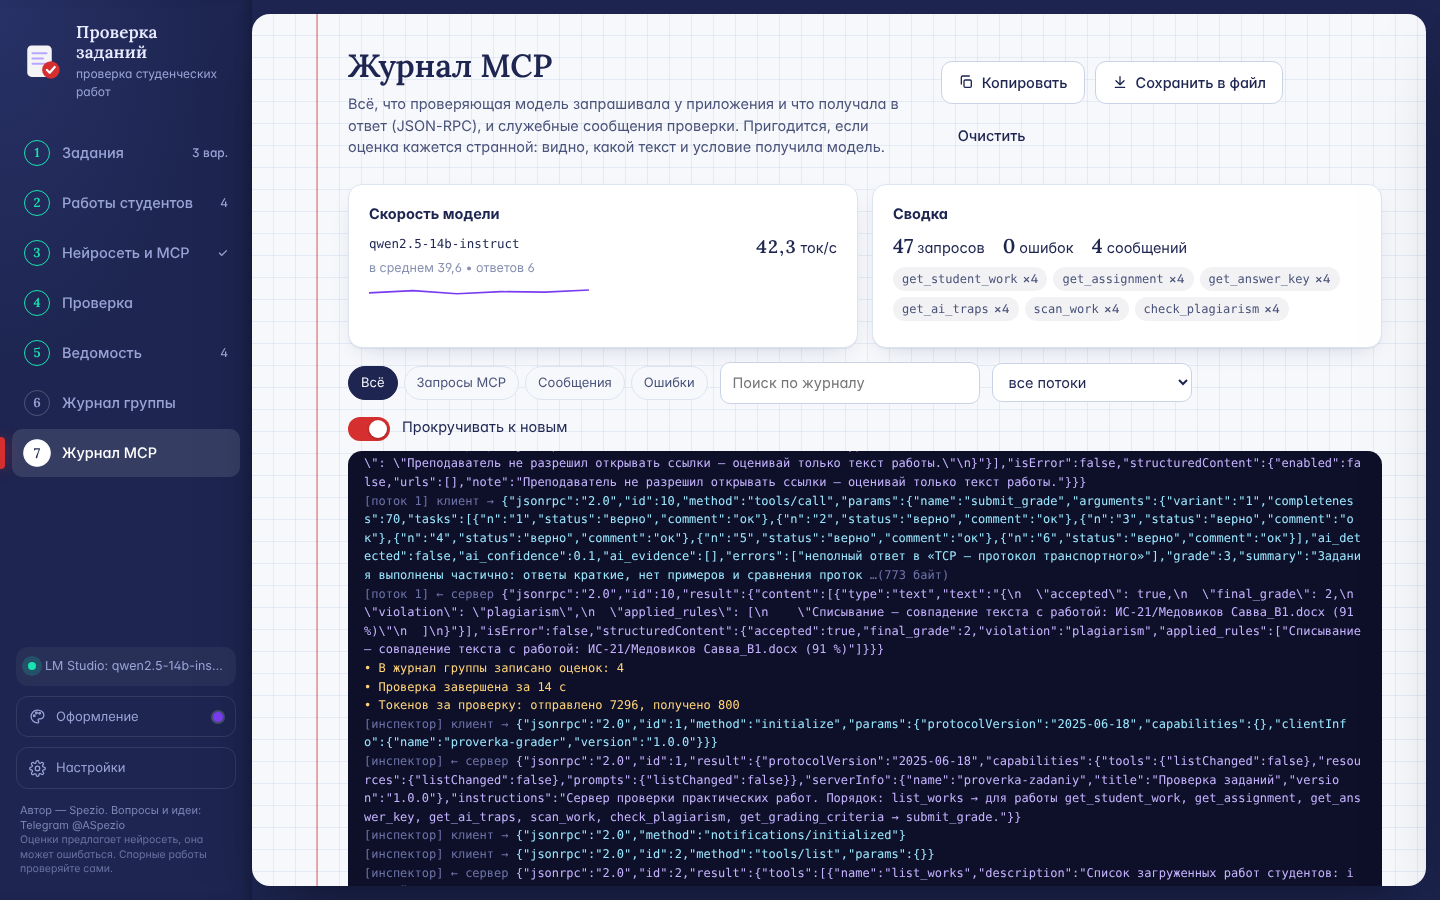 Проверка
заданий
проверка студенческих
работ
1 Задания 3 вар.
2 Работы студентов 4
3 Нейросеть и MCP ✓
4 Проверка
5 Ведомость 4
6 Журнал группы
7 Журнал MCP
LM Studio: qwen2.5-14b-ins...
Оформление
Настройки
Автор — Spezio. Вопросы и идеи:
Telegram @ASpezio
Оценки предлагает нейросеть, она
может ошибаться. Спорные работы
проверяйте сами.
Журнал MCP
Всё, что проверяющая модель запрашивала у приложения и что получала в
ответ (JSON-RPC), и служебные сообщения проверки. Пригодится, если
оценка кажется странной: видно, какой текст и условие получила модель.
Копировать
Сохранить в файл
Очистить
Скорость модели
qwen2.5-14b-instruct 42,3 ток/с
в среднем 39,6 • ответов 6
Сводка
47 запросов 0 ошибок 4 сообщений
get_student_work ×4 get_assignment ×4 get_answer_key ×4
get_ai_traps ×4 scan_work ×4 check_plagiarism ×4
Всё Запросы MCP Сообщения Ошибки Поиск по журналу все потоки
Прокручивать к новым
\": \"Преподаватель не разрешил открывать ссылки — оценивай только текст работы.\"\n}"}],"isError":false,"structuredContent":{"enabled":fa
lse,"urls":[],"note":"Преподаватель не разрешил открывать ссылки — оценивай только текст работы."}}}
[поток 1] клиент → {"jsonrpc":"2.0","id":10,"method":"tools/call","params":{"name":"submit_grade","arguments":{"variant":"1","completenes
s":70,"tasks":[{"n":"1","status":"верно","comment":"ок"},{"n":"2","status":"верно","comment":"ок"},{"n":"3","status":"верно","comment":"о
к"},{"n":"4","status":"верно","comment":"ок"},{"n":"5","status":"верно","comment":"ок"},{"n":"6","status":"верно","comment":"ок"}],"ai_det
ected":false,"ai_confidence":0.1,"ai_evidence":[],"errors":["неполный ответ в «TCP — протокол транспортного»"],"grade":3,"summary":"Задани
я выполнены частично: ответы краткие, нет примеров и сравнения проток …(773 байт)
[поток 1] ← сервер {"jsonrpc":"2.0","id":10,"result":{"content":[{"type":"text","text":"{\n  \"accepted\": true,\n  \"final_grade\": 2,\n
\"violation\": \"plagiarism\",\n  \"applied_rules\": [\n    \"Списывание — совпадение текста с работой: ИС-21/Медовиков Савва_В1.docx (91
%)\"\n  ]\n}"}],"isError":false,"structuredContent":{"accepted":true,"final_grade":2,"violation":"plagiarism","applied_rules":["Списывание
— совпадение текста с работой: ИС-21/Медовиков Савва_В1.docx (91 %)"]}}}
• В журнал группы записано оценок: 4
• Проверка завершена за 14 с
• Токенов за проверку: отправлено 7296, получено 800
[инспектор] клиент → {"jsonrpc":"2.0","id":1,"method":"initialize","params":{"protocolVersion":"2025-06-18","capabilities":{},"clientInf
o":{"name":"proverka-grader","version":"1.0.0"}}}
[инспектор] ← сервер {"jsonrpc":"2.0","id":1,"result":{"protocolVersion":"2025-06-18","capabilities":{"tools":{"listChanged":false},"resou
rces":{"listChanged":false},"prompts":{"listChanged":false}},"serverInfo":{"name":"proverka-zadaniy","title":"Проверка заданий","versio
n":"1.0.0"},"instructions":"Сервер проверки практических работ. Порядок: list_works → для работы get_student_work, get_assignment, get_ans
wer_key, get_ai_traps, scan_work, check_plagiarism, get_grading_criteria → submit_grade."}}
[инспектор] клиент → {"jsonrpc":"2.0","method":"notifications/initialized"}
[инспектор] клиент → {"jsonrpc":"2.0","id":2,"method":"tools/list","params":{}}
[инспектор] ← сервер {"jsonrpc":"2.0","id":2,"result":{"tools":[{"name":"list_works","description":"Список загруженных работ студентов: i